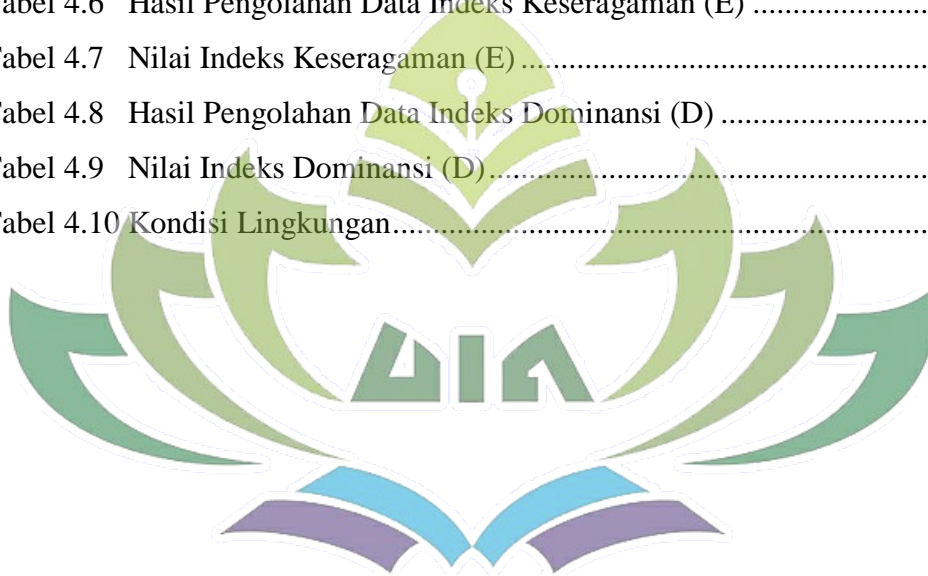 Tabel 4.6 Hasil Pengolahan Data Indeks Keseragaman (E) ......................
Tabel 4.7 Nilai Indeks Keseragaman (E) ....................................................
Tabel 4.8 Hasil Pengolahan Data Indeks Dominansi (D) ..........................
Tabel 4.9 Nilai Indeks Dominansi (D) ........................................................
Tabel 4.10 Kondisi Lingkungan....................................................................
UIN